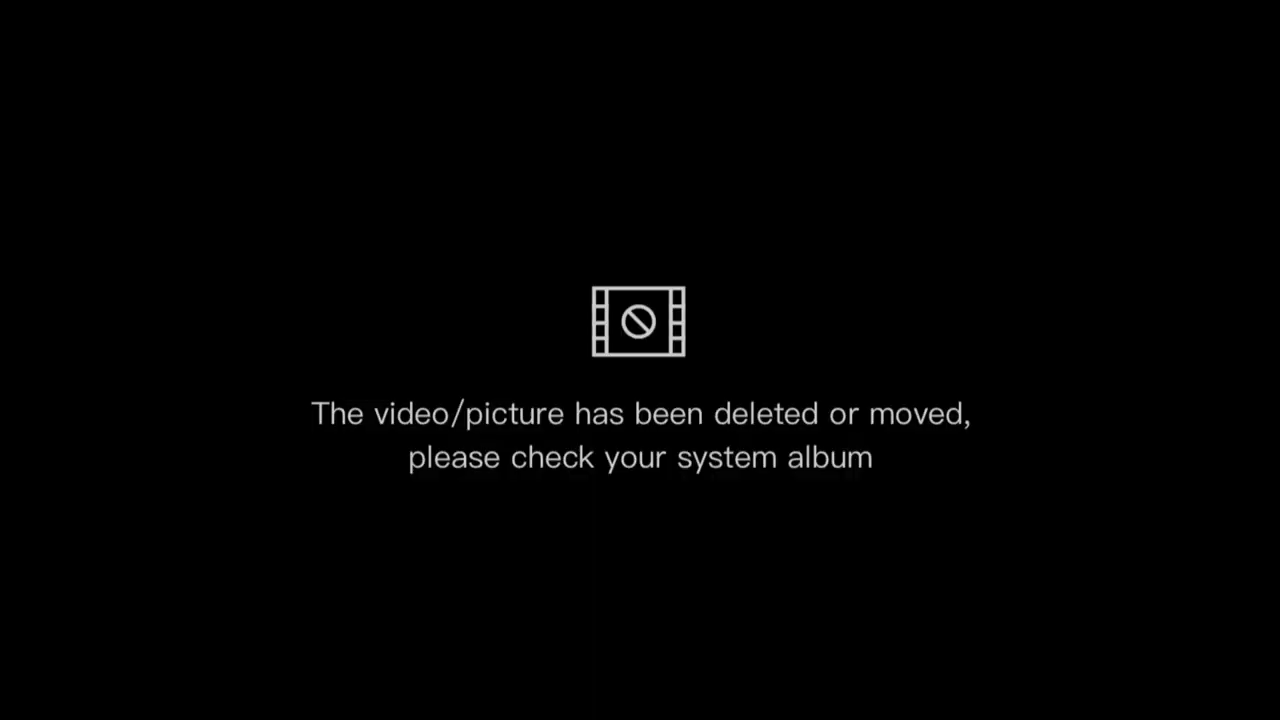 The video/picture has been deleted or moved,
please check your system album